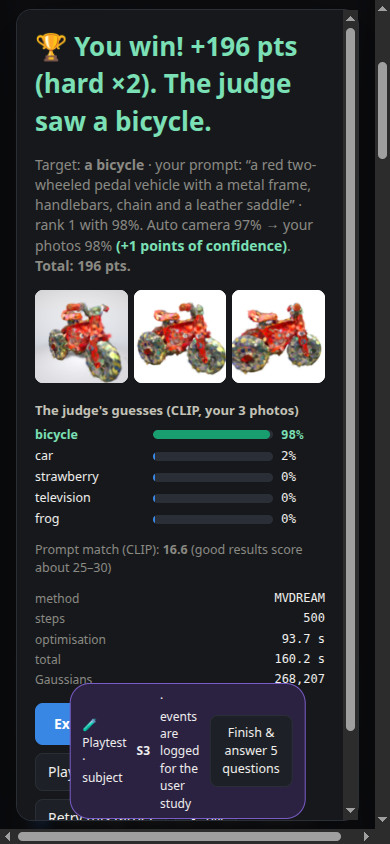 🏆 You win! +196 pts
(hard ×2). The judge
saw a bicycle.
Target: a bicycle · your prompt: “a red two-
wheeled pedal vehicle with a metal frame,
handlebars, chain and a leather saddle” ·
rank 1 with 98%. Auto camera 97% → your
photos 98% (+1 points of confidence).
Total: 196 pts.
The judge's guesses (CLIP, your 3 photos)
bicycle 98%
car 2%
strawberry 0%
television 0%
frog 0%
Prompt match (CLIP): 16.6 (good results score
about 25–30)
method MVDREAM
steps 500
optimisation 93.7 s
total 160.2 s
Gaussians 268,207
Ex
Play
🧪
Playtest
·
subject
S3
·
events
are
logged
for the
user
study
Finish &
answer 5
questions